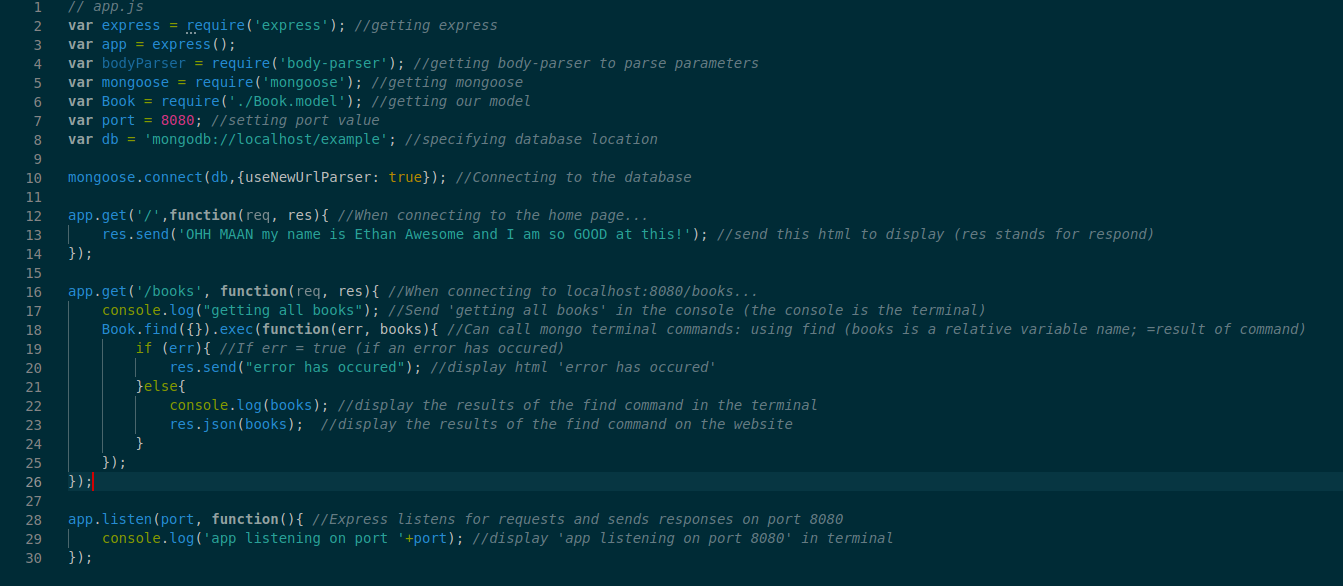 1 // app.js
2 var express = require('express'); //getting express
3 var app = express();
4 var bodyParser = require('body-parser'); //getting body-parser to parse parameters
5 var mongoose = require('mongoose'); //getting mongoose
6 var Book = require('./Book.model'); //getting our model
7 var port = 8080; //setting port value
8 var db = 'mongodb://localhost/example'; //specifying database location
9
10 mongoose.connect(db,{useNewUrlParser: true}); //Connecting to the database
11
12 app.get('/',function(req, res){ //When connecting to the home page...
13     res.send('OHH MAAN my name is Ethan Awesome and I am so GOOD at this!'); //send this html to display (res stands for respond)
14 });
15
16 app.get('/books', function(req, res){ //When connecting to localhost:8080/books...
17     console.log("getting all books"); //Send 'getting all books' in the console (the console is the terminal)
18     Book.find({}).exec(function(err, books){ //Can call mongo terminal commands: using find (books is a relative variable name; =result of command)
19         if (err){ //If err = true (if an error has occured)
20             res.send("error has occured"); //display html 'error has occured'
21         }else{
22             console.log(books); //display the results of the find command in the terminal
23             res.json(books);  //display the results of the find command on the website
24         }
25     });
26 });
27
28 app.listen(port, function(){ //Express listens for requests and sends responses on port 8080
29     console.log('app listening on port '+port); //display 'app listening on port 8080' in terminal
30 });